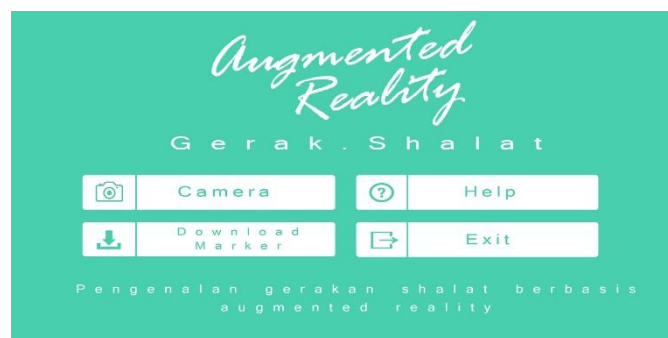 Augmented
Reality
Gerak.Shalat
Camera
Help
Download
Marker
Exit
Pengenalan gerakan shalat berbasis
augmented reality